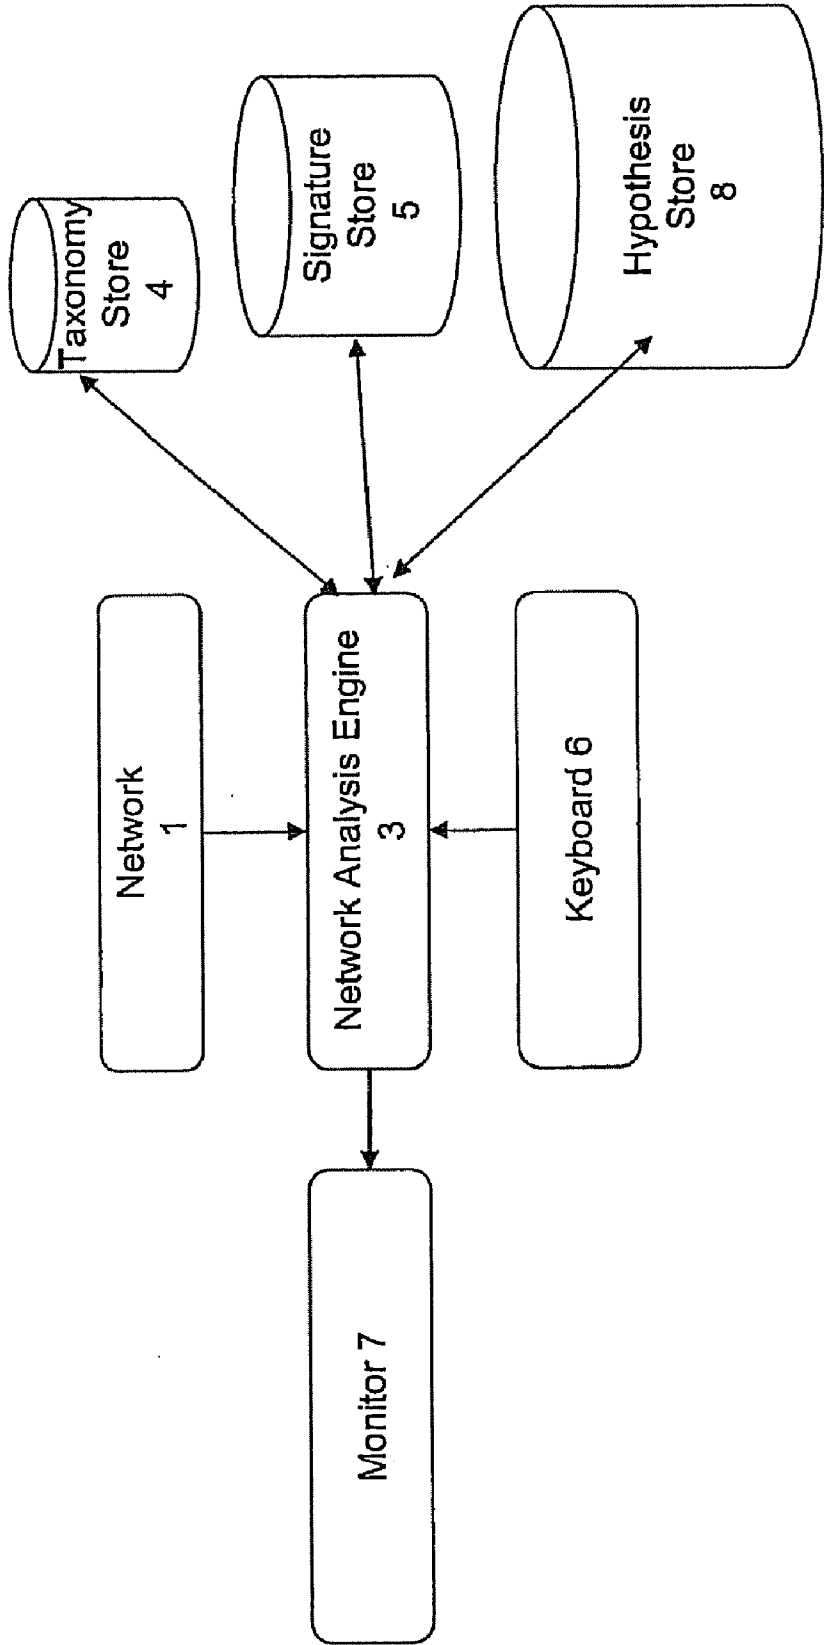 Network
1
Taxonomy
Store
4
Monitor 7
Network Analysis Engine
3
Signature
Store
5
Keyboard 6
Hypothesis
Store
8